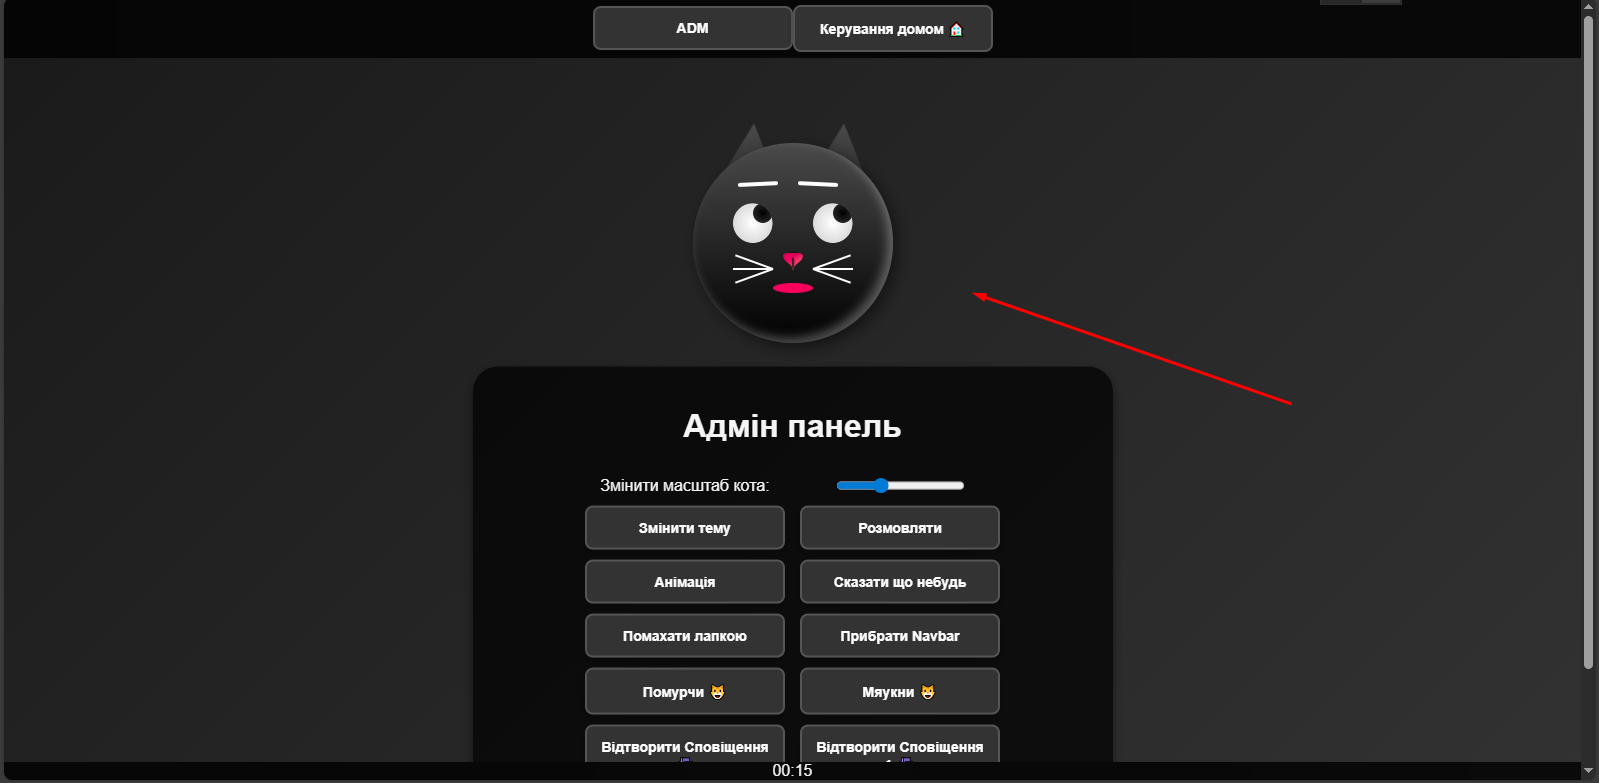 ADM
Керування домом 🏠
Адмін панель
Змінити масштаб кота:
Змінити тему
Розмовляти
Анімація
Сказати що небудь
Помахати лапкою
Прибрати Navbar
Помурчи 😺
Мяукни 😺
Відтворити Сповіщення
Відтворити Сповіщення
00:15